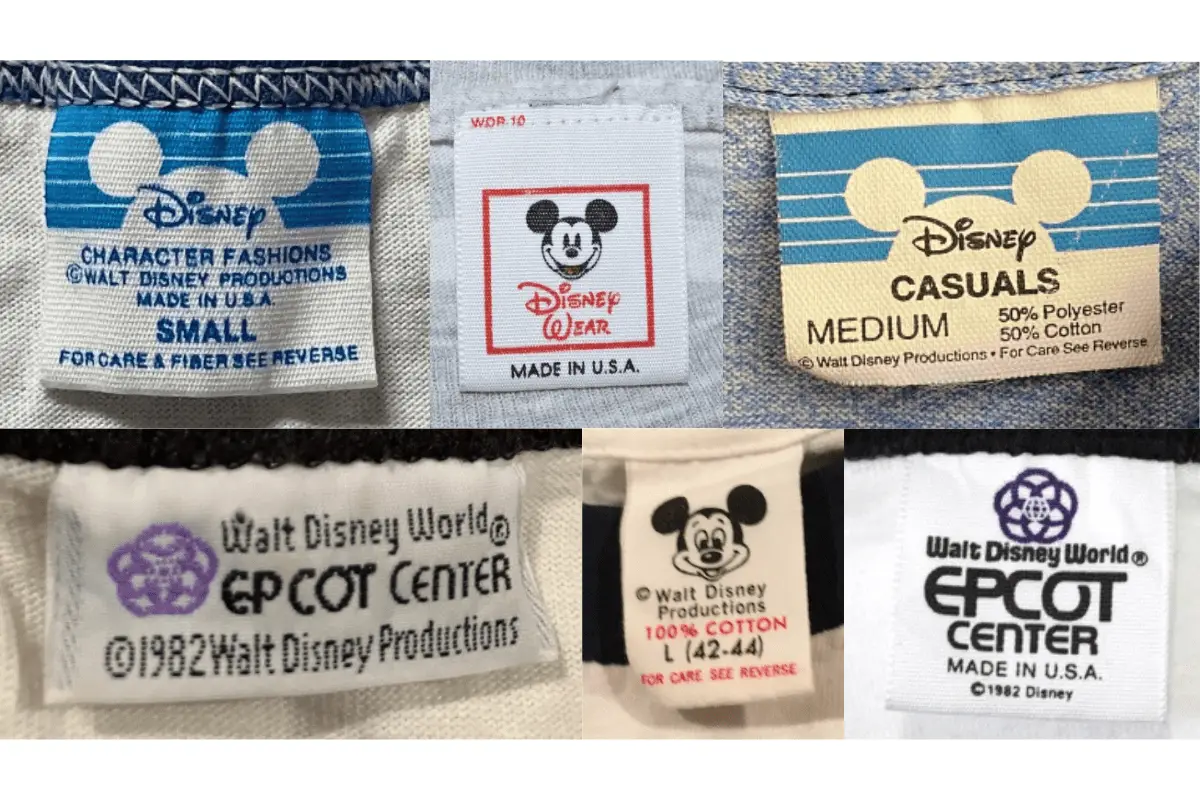 Disney
CHARACTER FASHIONS
©WALT DISNEY PRODUCTIONS
MADE IN U.S.A
SMALL
FOR CARE & FIBER SEE REVERSE
WDR 10
Disney
Wear
MADE IN U.S.A.
Disney
CASUALS
MEDIUM 50% Polyester
50% Cotton
© Walt Disney Productions • For Care See Reverse
Walt Disney World®
EPCOT CENTER
©1982 Walt Disney Productions
© Walt Disney
Productions
100% COTTON
L (42-44)
FOR CARE SEE REVERSE
Walt Disney World®
EPCOT
CENTER
MADE IN U.S.A.
©1982 Disney